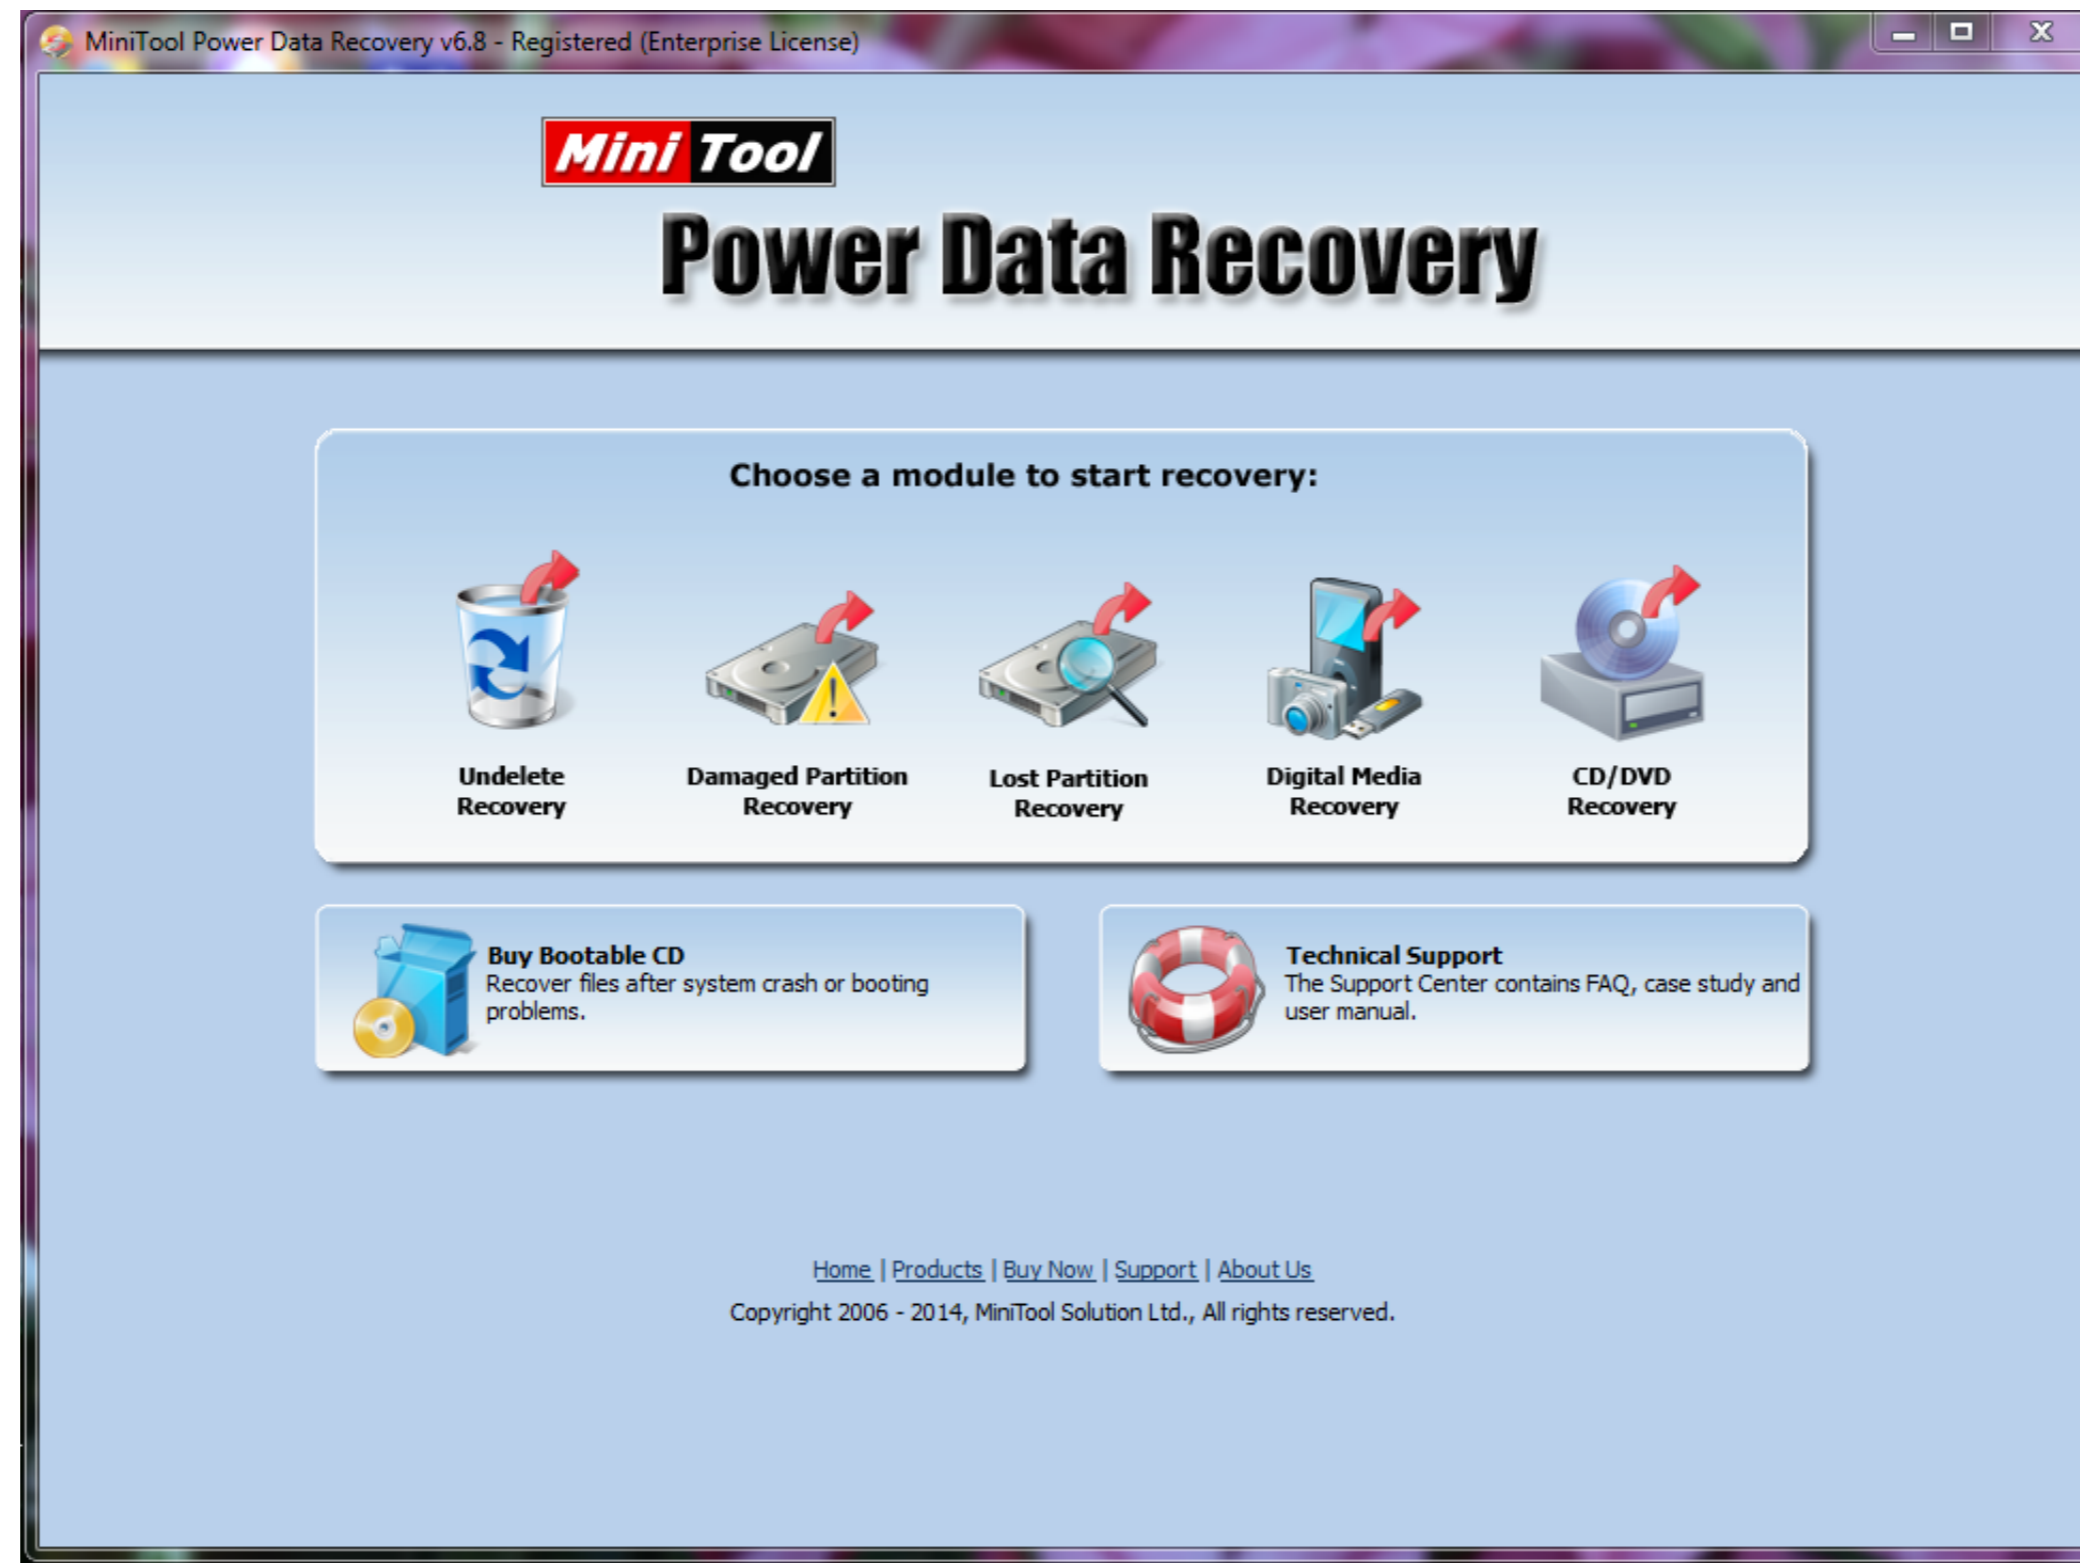 MiniTool Power Data Recovery v6.8 - Registered (Enterprise License)
Mini Tool
Power Data Recovery
Choose a module to start recovery:
Undelete
Recovery
Damaged Partition
Recovery
Lost Partition
Recovery
Digital Media
Recovery
CD/DVD
Recovery
Buy Bootable CD
Recover files after system crash or booting
problems.
Technical Support
The Support Center contains FAQ, case study and
user manual.
Home | Products | Buy Now | Support | About Us
Copyright 2006 - 2014, MiniTool Solution Ltd., All rights reserved.